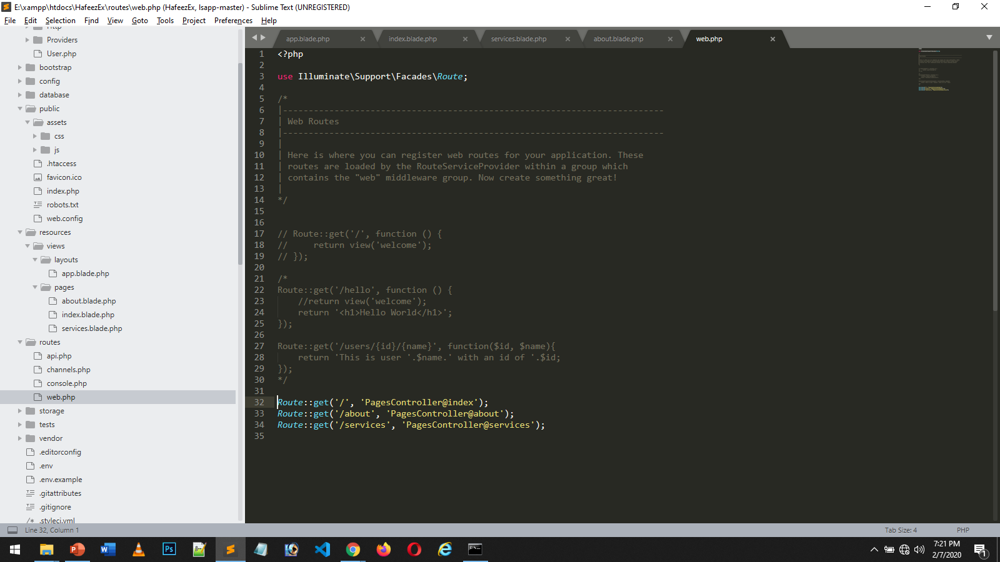 E:\xampp\htdocs\HafeezEx\routes\web.php (HafeezEx, lsapp-master) - Sublime Text (UNREGISTERED)
File Edit Selection Find View Goto Tools Project Preferences Help
Http
Providers
User.php
bootstrap
config
database
public
assets
css
js
.htaccess
favicon.ico
index.php
robots.txt
web.config
resources
views
layouts
app.blade.php
pages
about.blade.php
index.blade.php
services.blade.php
routes
api.php
channels.php
console.php
web.php
storage
tests
vendor
.editorconfig
.env
.env.example
.gitattributes
.gitignore
.styleci.yml
app.blade.php index.blade.php services.blade.php about.blade.php web.php
1 <?php
2
3 use Illuminate\Support\Facades\Route;
4
5 /*
6 |--------------------------------------------------------------------------
7 | Web Routes
8 |--------------------------------------------------------------------------
9 |
10 | Here is where you can register web routes for your application. These
11 | routes are loaded by the RouteServiceProvider within a group which
12 | contains the "web" middleware group. Now create something great!
13 |
14 */
15
16
17 // Route::get('/', function () {
18 //     return view('welcome');
19 // });
20
21 /*
22 Route::get('/hello', function () {
23     //return view('welcome');
24     return '<h1>Hello World</h1>';
25 });
26
27 Route::get('/users/{id}/{name}', function($id, $name){
28     return 'This is user '.$name.' with an id of '.$id;
29 });
30 */
31
32 Route::get('/', 'PagesController@index');
33 Route::get('/about', 'PagesController@about');
34 Route::get('/services', 'PagesController@services');
35
Line 32, Column 1 Tab Size: 4 PHP
7:21 PM
2/7/2020
1